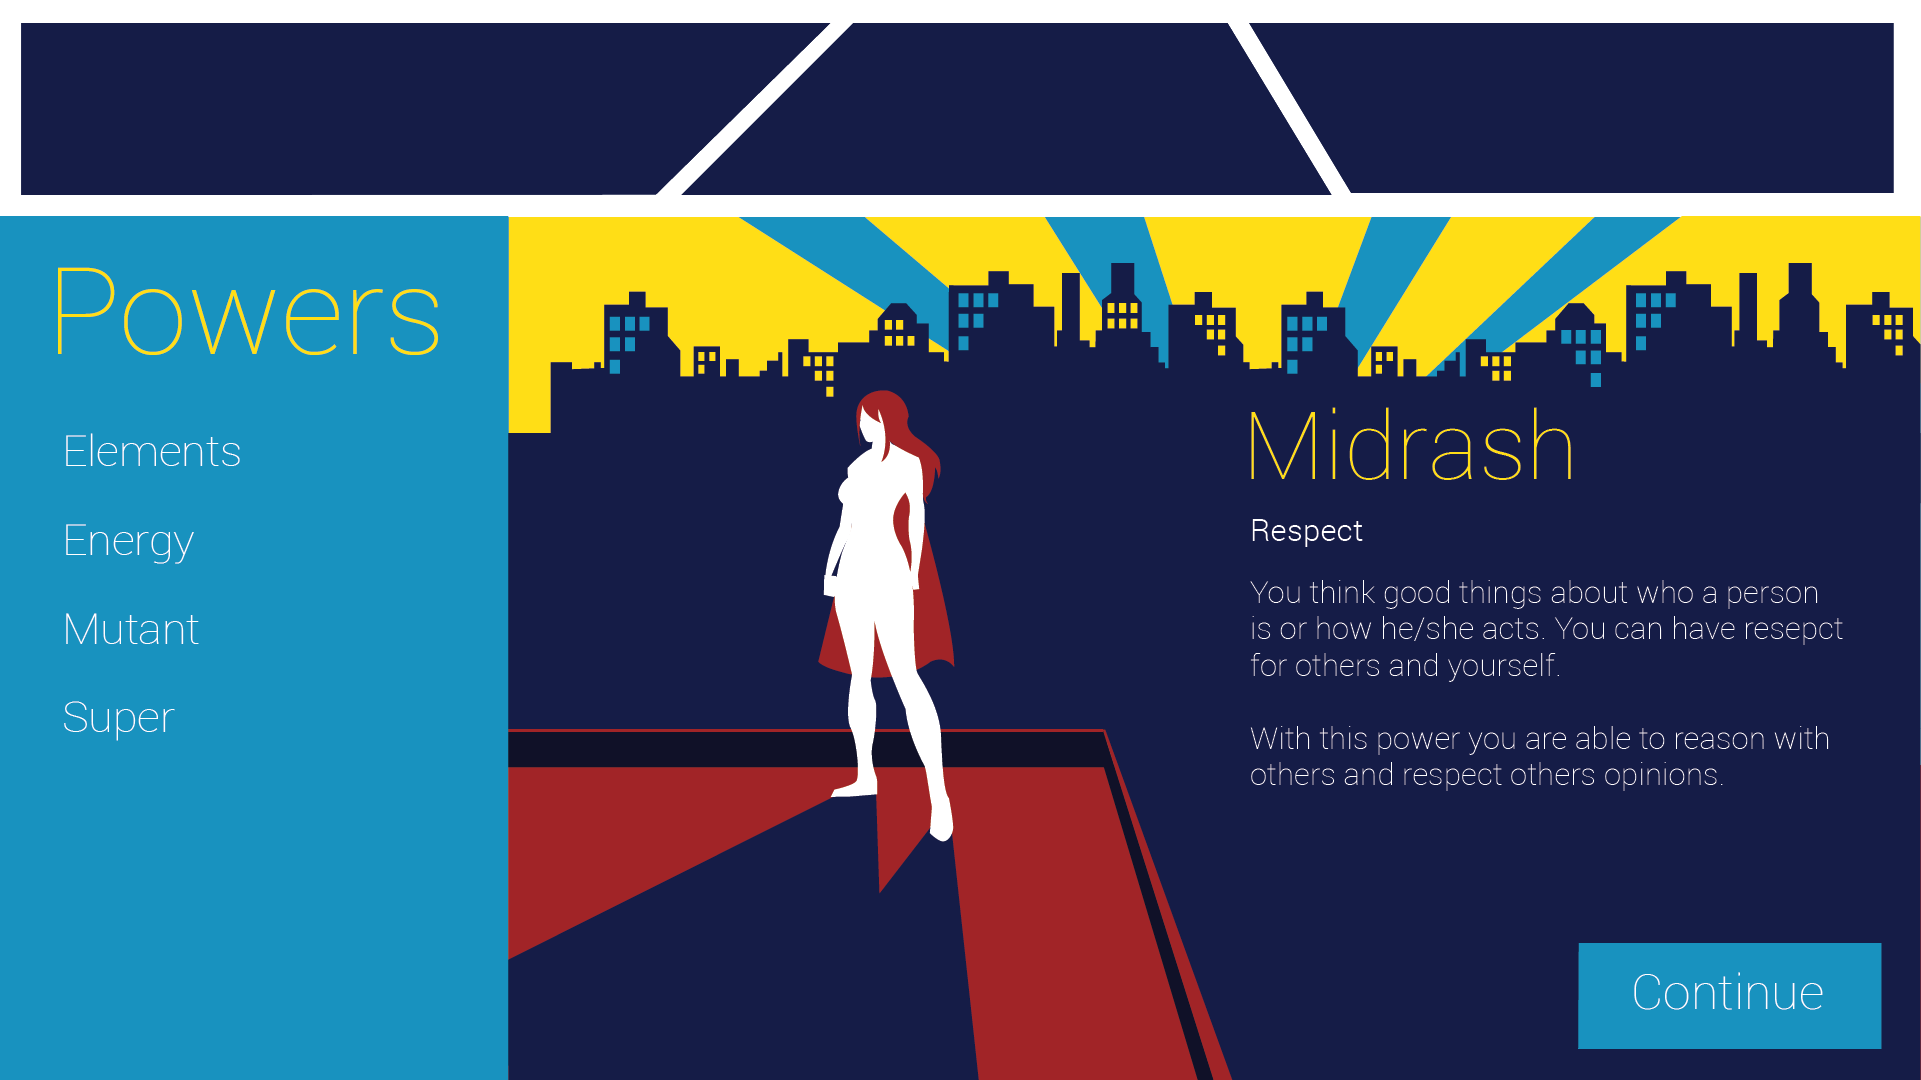 Powers
Elements
Energy
Mutant
Super
Midrash
Respect
You think good things about who a person
is or how he/she acts. You can have resepct
for others and yourself.
With this power you are able to reason with
others and respect others opinions.
Continue